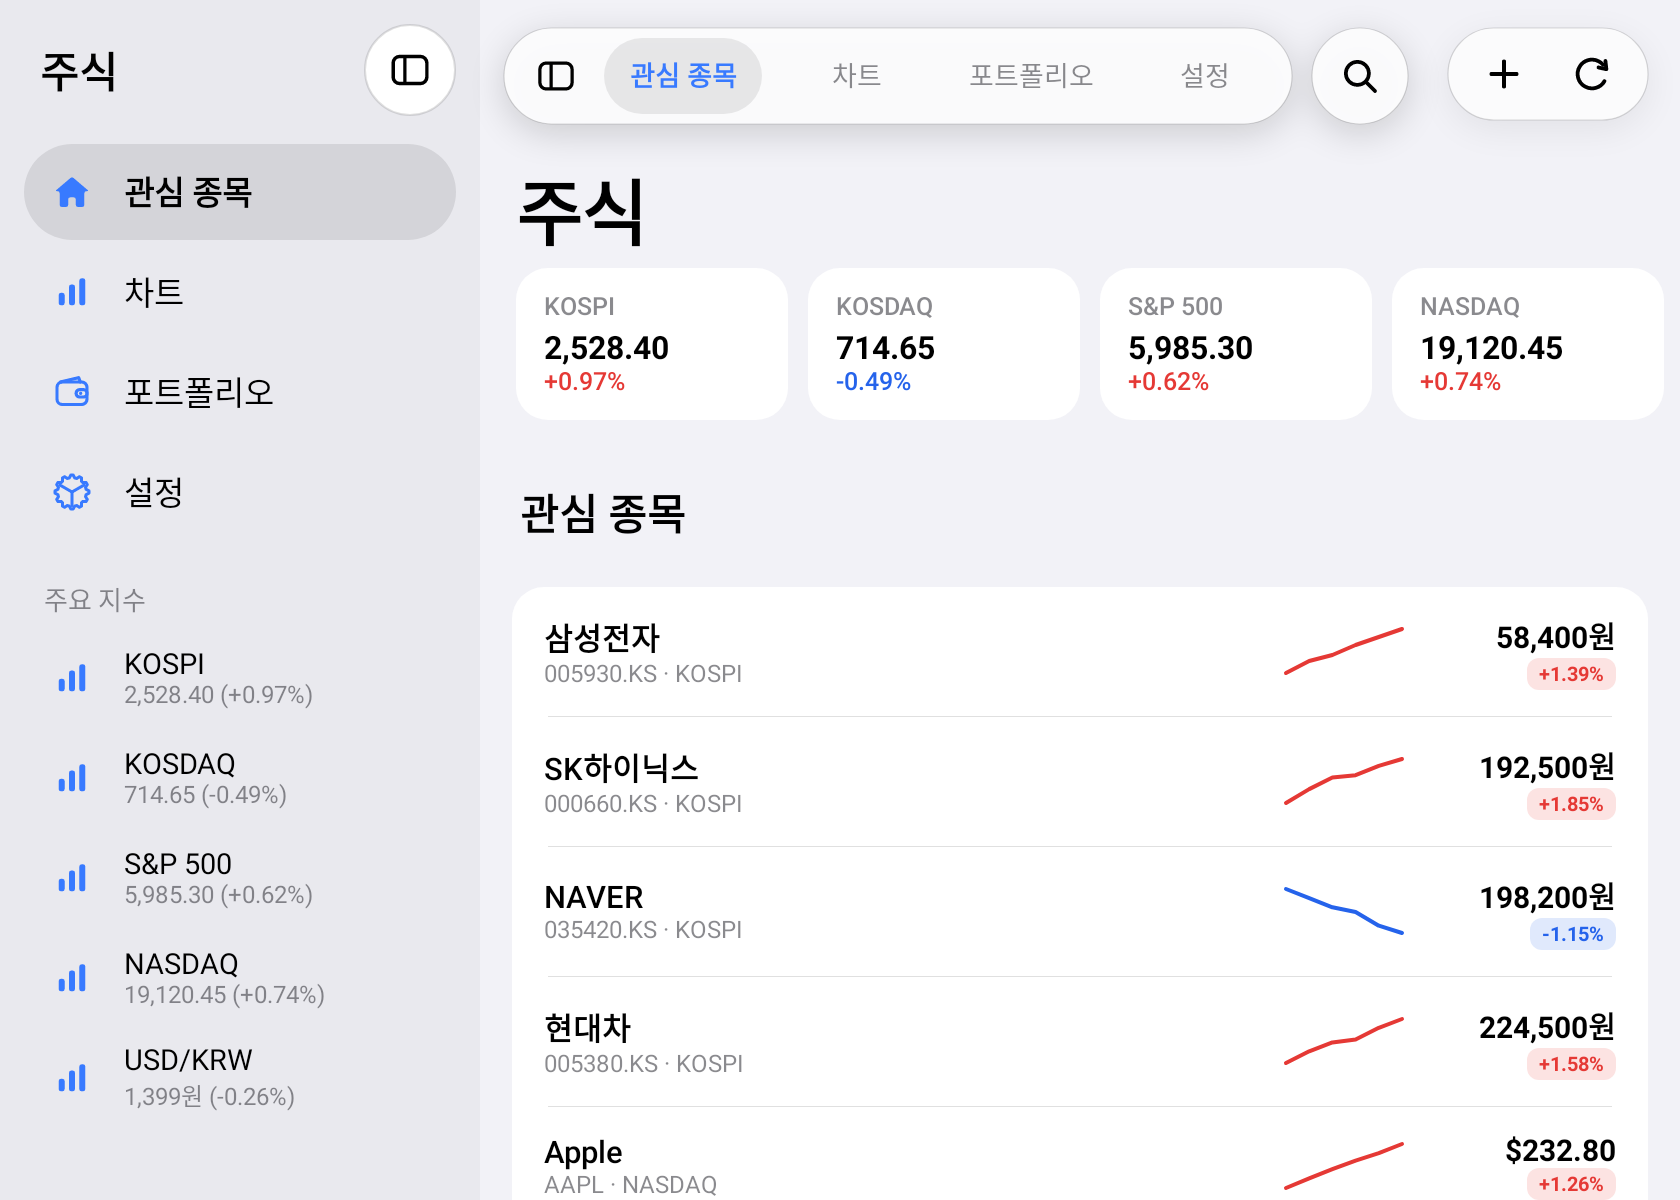 주식
관심 종목
차트
포트폴리오
설정
주요 지수
KOSPI
2,528.40 (+0.97%)
KOSDAQ
714.65 (-0.49%)
S&P 500
5,985.30 (+0.62%)
NASDAQ
19,120.45 (+0.74%)
USD/KRW
1,399원 (-0.26%)
관심 종목 차트 포트폴리오 설정
주식
KOSPI
2,528.40
+0.97%
KOSDAQ
714.65
-0.49%
S&P 500
5,985.30
+0.62%
NASDAQ
19,120.45
+0.74%
관심 종목
삼성전자
005930.KS · KOSPI
58,400원
+1.39%
SK하이닉스
000660.KS · KOSPI
192,500원
+1.85%
NAVER
035420.KS · KOSPI
198,200원
-1.15%
현대차
005380.KS · KOSPI
224,500원
+1.58%
Apple
AAPL · NASDAQ
$232.80
+1.26%